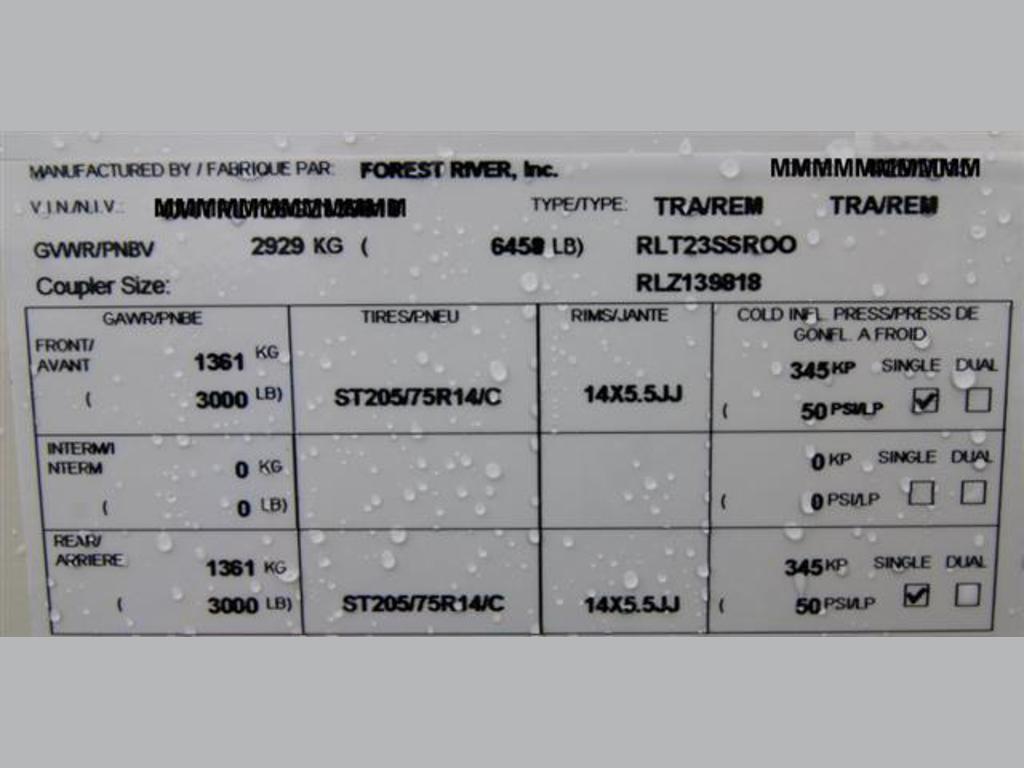 MANUFACTURED BY / FABRIQUE PAR: FOREST RIVER, Inc.
V.I.N./N.I.V.: TYPE/TYPE: TRA/REM TRA/REM
GVWR/PNBV 2929 KG ( LB) RLT23SSROO
Coupler Size: RLZ139818
GAWR/PNBE TIRES/PNEU RIMS/JANTE COLD INFL. PRESS/PRESS DE
GONFL. A FROID
FRONT/
AVANT 1361 KG 345 KP SINGLE DUAL
( 3000 LB) ST205/75R14/C 14X5.5JJ ( 50 PSI/LP
INTERM/I
NTERM 0 KG 0 KP SINGLE DUAL
( 0 LB) ( 0 PSI/LP
REAR/
ARRIERE 1361 KG 345 KP SINGLE DUAL
( 3000 LB) ST205/75R14/C 14X5.5JJ ( 50 PSI/LP